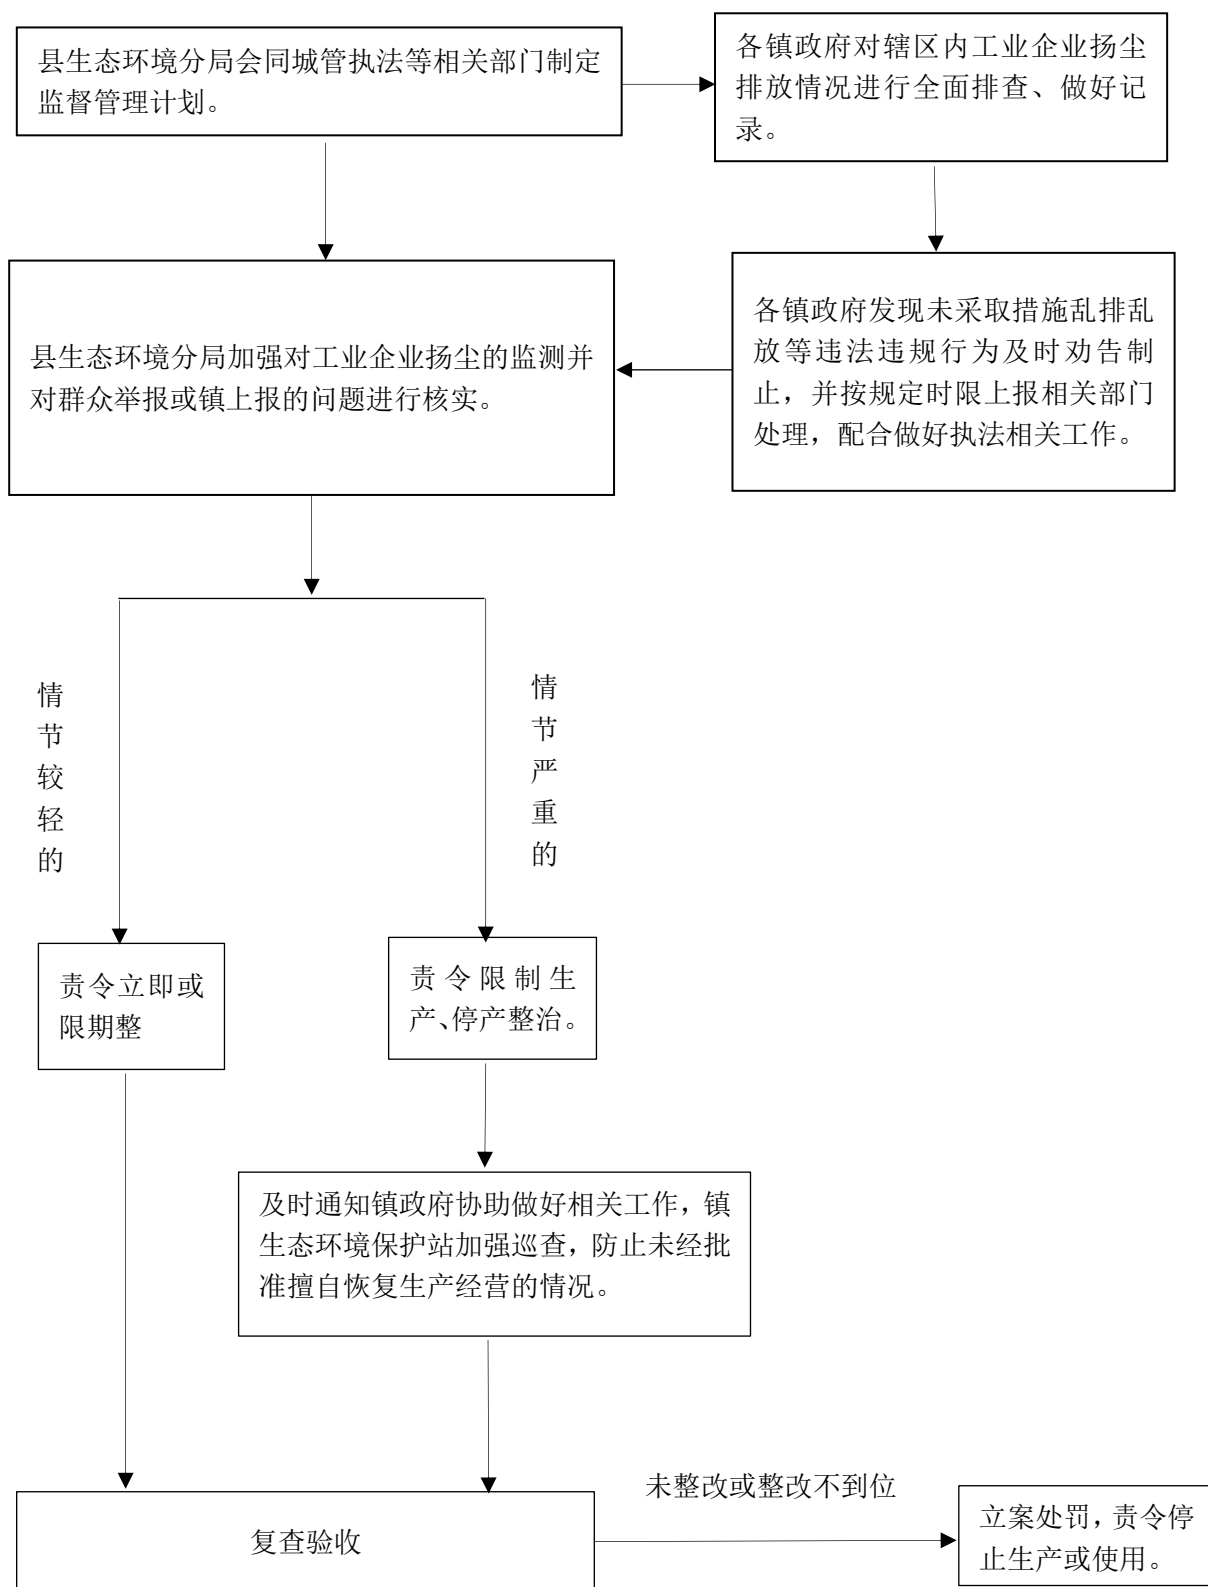 县生态环境分局会同城管执法等相关部门制定
监督管理计划。
各镇政府对辖区内工业企业扬尘
排放情况进行全面排查、做好记
录。
县生态环境分局加强对工业企业扬尘的监测并
对群众举报或镇上报的问题进行核实。
各镇政府发现未采取措施乱排乱
放等违法违规行为及时劝告制
止，并按规定时限上报相关部门
处理，配合做好执法相关工作。
情
节
较
轻
的
情
节
严
重
的
责令立即或
限期整
责令限制生
产、停产整治。
及时通知镇政府协助做好相关工作，镇
生态环境保护站加强巡查，防止未经批
准擅自恢复生产经营的情况。
复查验收
未整改或整改不到位
立案处罚，责令停
止生产或使用。